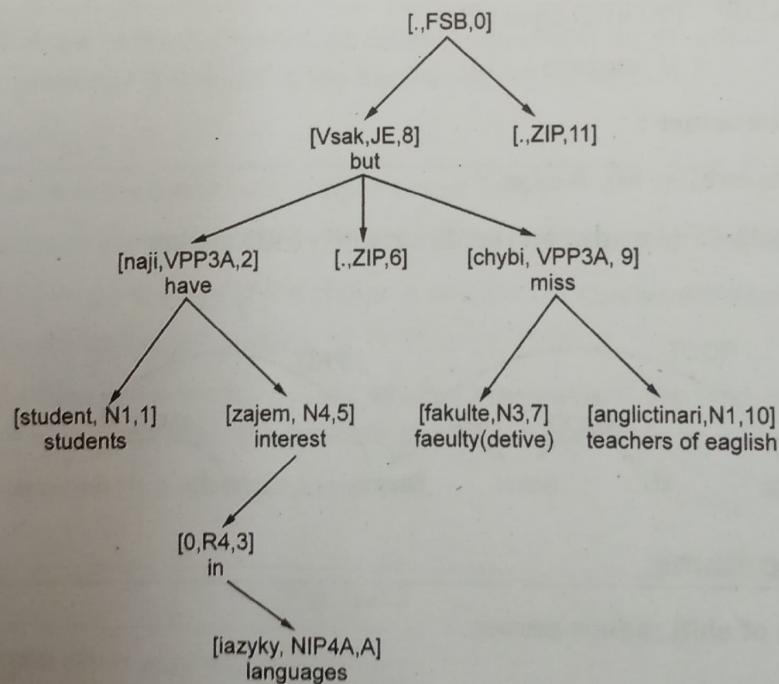 [.,FSB,0]
[Vsak,JE,8] [.,ZIP,11]
but
[naji,VPP3A,2] [.,ZIP,6] [chybi, VPP3A, 9]
have miss
[student, N1,1] [zajem, N4,5] [fakulte,N3,7] [anglictinari,N1,10]
students interest faeulty(detive) teachers of eaglish
[0,R4,3]
in
[iazyky, NIP4A,A]
languages